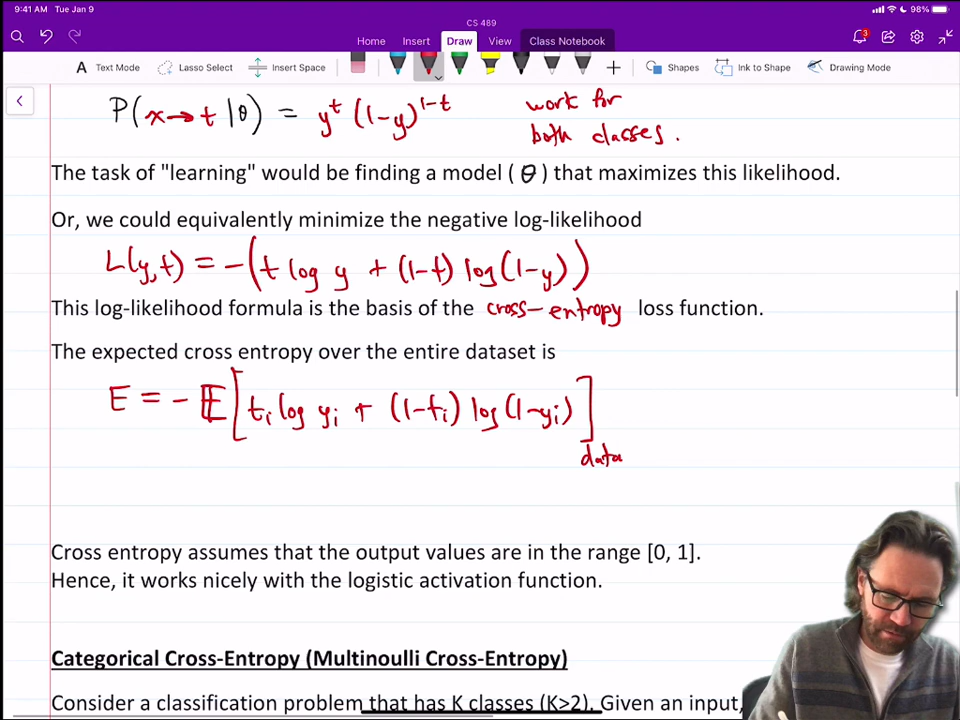 9:41 AM Tue Jan 9
98%
CS 489
Home Insert Draw View Class Notebook
3
A Text Mode Lasso Select Insert Space Shapes Ink to Shape Drawing Mode
P(x→t|θ) = y^t (1-y)^{1-t} work for
both classes.
The task of "learning" would be finding a model ( θ ) that maximizes this likelihood.
Or, we could equivalently minimize the negative log-likelihood
L(y,t) = -(t log y + (1-t) log(1-y))
This log-likelihood formula is the basis of the cross-entropy loss function.
The expected cross entropy over the entire dataset is
E = - 𝔼[t_i log y_i + (1-t_i) log(1-y_i)]
data
Cross entropy assumes that the output values are in the range [0, 1].
Hence, it works nicely with the logistic activation function.
Categorical Cross-Entropy (Multinoulli Cross-Entropy)
Consider a classification problem that has K classes (K>2). Given an input,